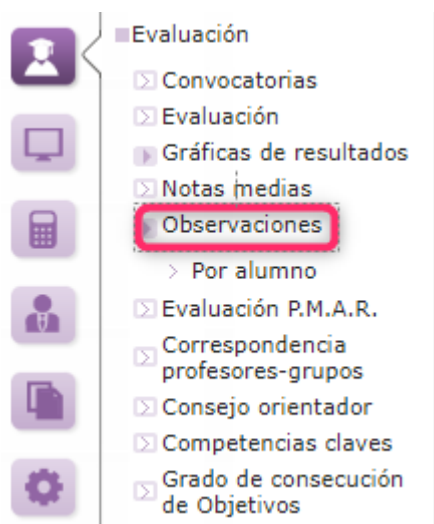 Evaluación
Convocatorias
Evaluación
Gráficas de resultados
Notas medias
Observaciones
Por alumno
Evaluación P.M.A.R.
Correspondencia
profesores-grupos
Consejo orientador
Competencias claves
Grado de consecución
de Objetivos